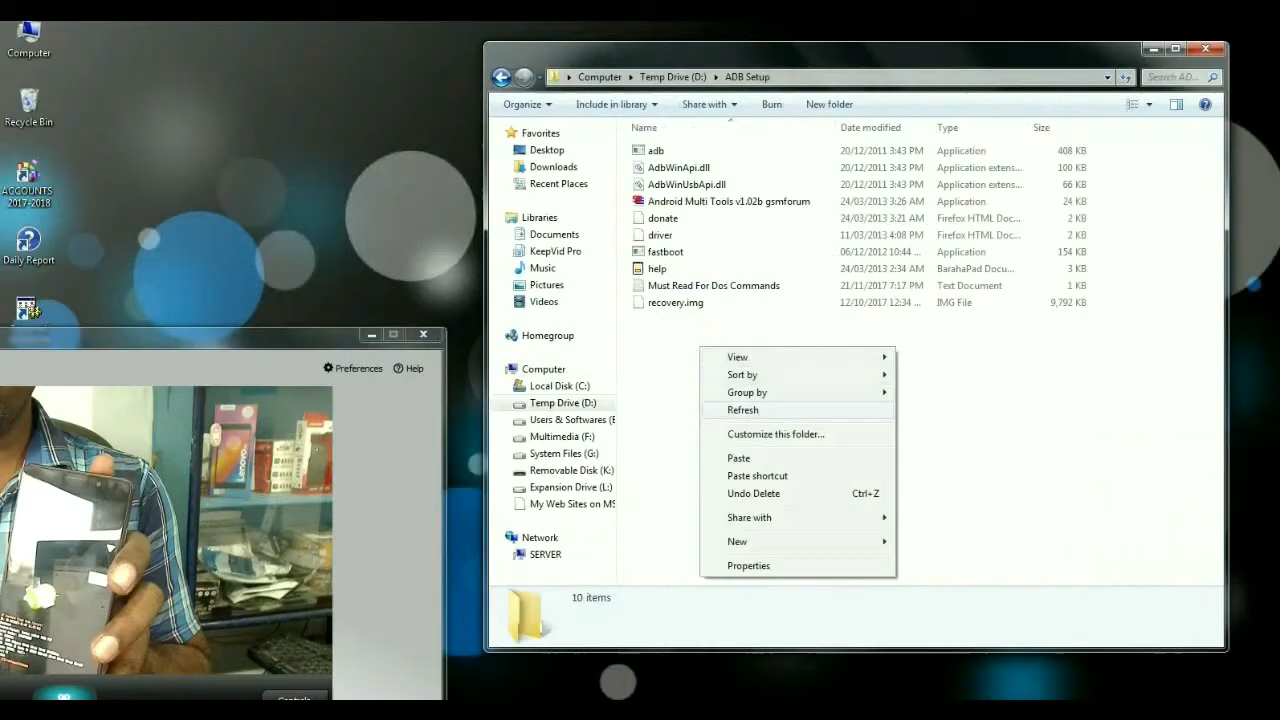 Computer
Recycle Bin
ACCOUNTS
2017-2018
Daily Report
Preferences
Help
Lenovo
Computer
Temp Drive (D:)
ADB Setup
Search AD...
Organize
Include in library
Share with
Burn
New folder
Favorites
Desktop
Downloads
Recent Places
Libraries
Documents
KeepVid Pro
Music
Pictures
Videos
Homegroup
Computer
Local Disk (C:)
Temp Drive (D:)
Users & Softwares (E
Multimedia (F:)
System Files (G:)
Removable Disk (K:)
Expansion Drive (L:)
My Web Sites on MS
Network
SERVER
Name Date modified Type Size
adb 20/12/2011 3:43 PM Application 408 KB
AdbWinApi.dll 20/12/2011 3:43 PM Application extens... 100 KB
AdbWinUsbApi.dll 20/12/2011 3:43 PM Application extens... 66 KB
Android Multi Tools v1.02b gsmforum 24/03/2013 3:26 AM Application 24 KB
donate 24/03/2013 3:21 AM Firefox HTML Doc... 2 KB
driver 11/03/2013 4:08 PM Firefox HTML Doc... 2 KB
fastboot 06/12/2012 10:44 ... Application 154 KB
help 24/03/2013 2:34 AM BarahaPad Docu... 3 KB
Must Read For Dos Commands 21/11/2017 7:17 PM Text Document 1 KB
recovery.img 12/10/2017 12:34 ... IMG File 9,792 KB
View
Sort by
Group by
Refresh
Customize this folder...
Paste
Paste shortcut
Undo Delete Ctrl+Z
Share with
New
Properties
10 items